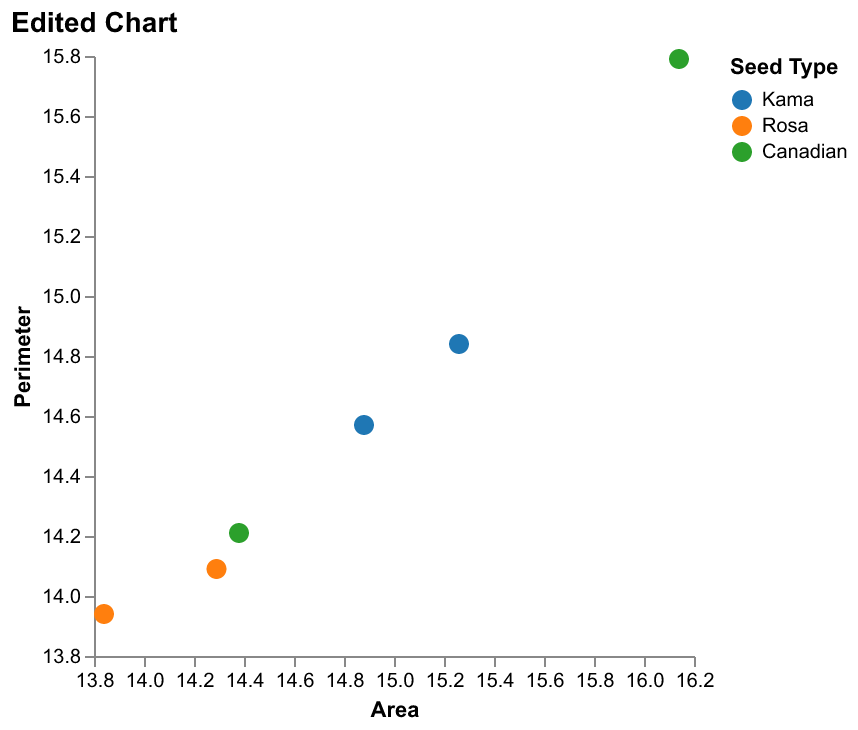 Edited Chart
Seed Type
Kama
Rosa
Canadian
Perimeter
15.8
15.6
15.4
15.2
15.0
14.8
14.6
14.4
14.2
14.0
13.8
13.8 14.0 14.2 14.4 14.6 14.8 15.0 15.2 15.4 15.6 15.8 16.0 16.2
Area